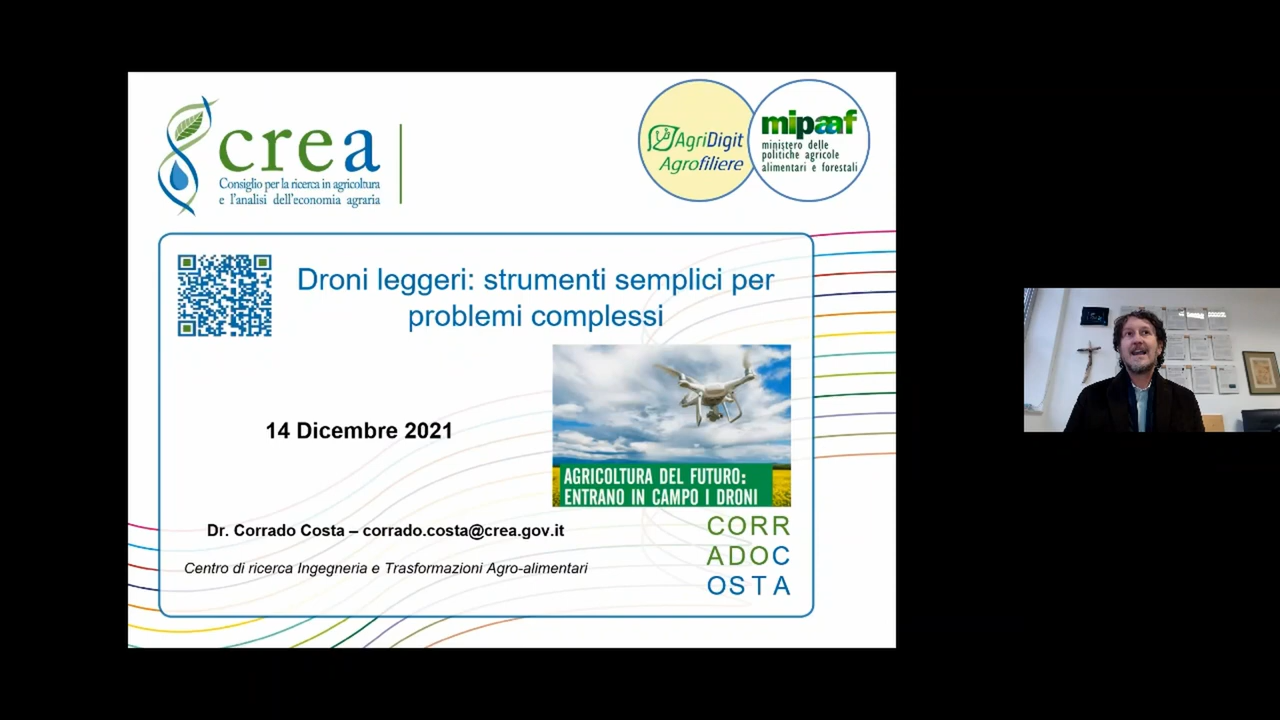 crea
Consiglio per la ricerca in agricoltura
e l'analisi dell'economia agraria
AgriDigit
Agrofiliere
mipaaf
ministero delle
politiche agricole
alimentari e forestali
Droni leggeri: strumenti semplici per
problemi complessi
14 Dicembre 2021
AGRICOLTURA DEL FUTURO:
ENTRANO IN CAMPO I DRONI
Dr. Corrado Costa – corrado.costa@crea.gov.it
Centro di ricerca Ingegneria e Trasformazioni Agro-alimentari
CORR
ADOC
OSTA